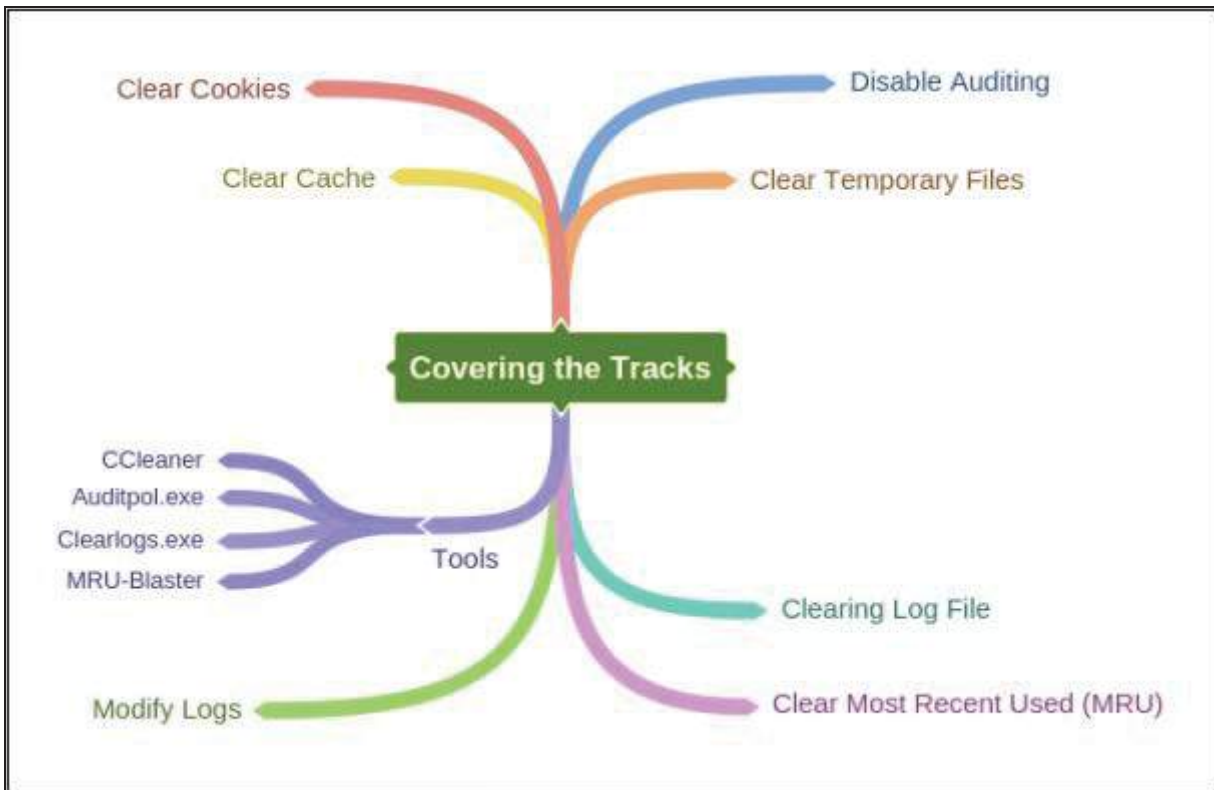 Clear Cookies
Disable Auditing
Clear Cache
Clear Temporary Files
Covering the Tracks
CCleaner
Auditpol.exe
Clearlogs.exe
MRU-Blaster
Tools
Clearing Log File
Modify Logs
Clear Most Recent Used (MRU)